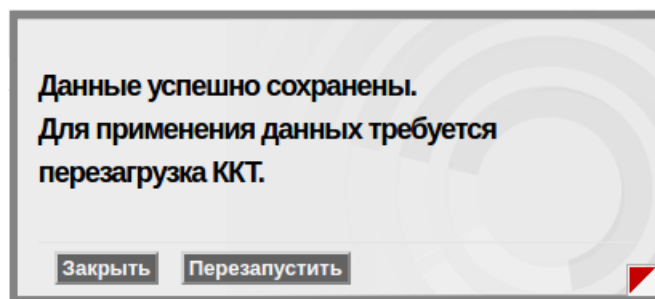 Данные успешно сохранены.
Для применения данных требуется
перезагрузка ККТ.
Закрыть Перезапустить